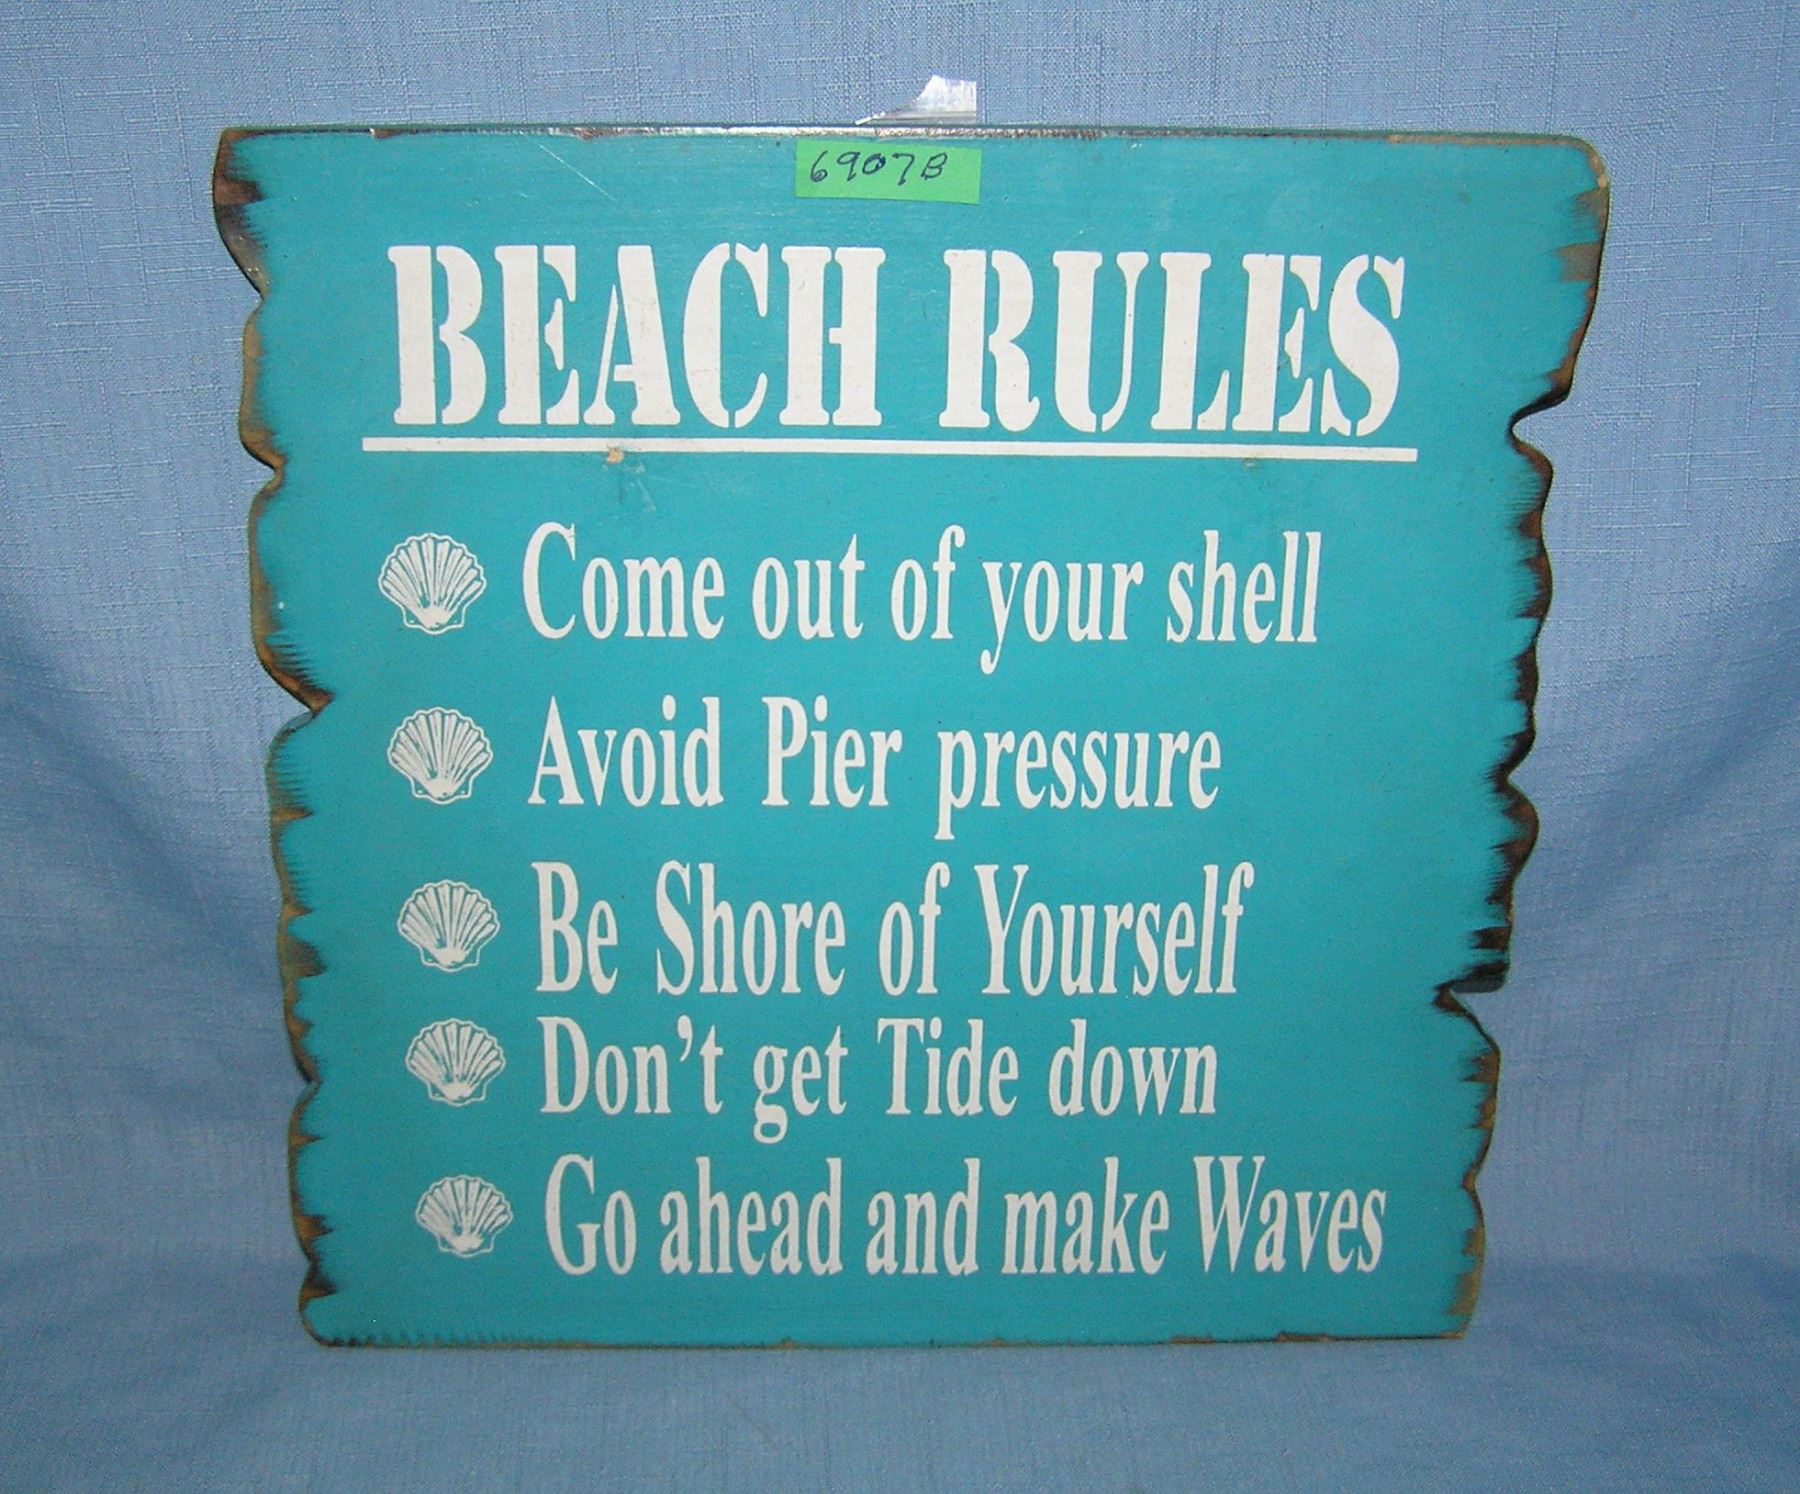 6907B
BEACH RULES
Come out of your shell
Avoid Pier pressure
Be Shore of Yourself
Don't get Tide down
Go ahead and make Waves